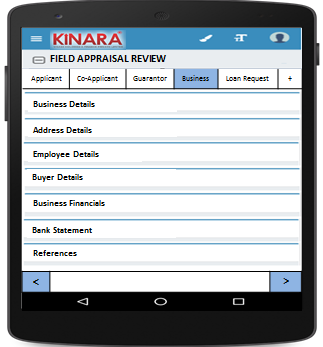 KINARA
FIELD APPRAISAL REVIEW
Applicant Co-Applicant Guarantor Business Loan Request +
Business Details
Address Details
Employee Details
Buyer Details
Business Financials
Bank Statement
References
< >